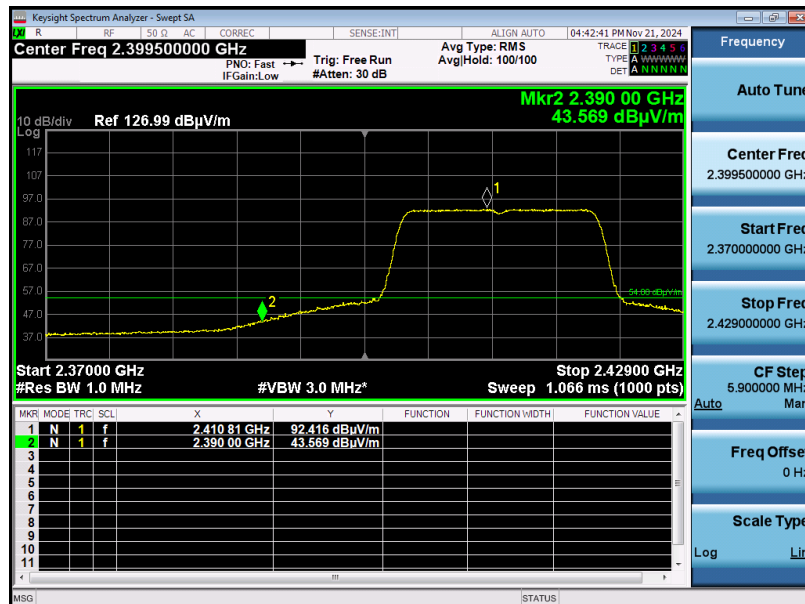 Keysight Spectrum Analyzer - Swept SA
R RF 50 Ω AC CORREC SENSE:INT ALIGN AUTO 04:42:41 PM Nov 21, 2024
Center Freq 2.399500000 GHz
PNO: Fast
IFGain:Low
Trig: Free Run
#Atten: 30 dB
Avg Type: RMS
Avg|Hold: 100/100
TRACE 1 2 3 4 5 6
TYPE A WWWWW
DET A N N N N N
Mkr2 2.390 00 GHz
43.569 dBµV/m
10 dB/div Ref 126.99 dBµV/m
Log
117
107
97.0
87.0
77.0
67.0
57.0
47.0
37.0
1
2
54.00 dBµV/m
Start 2.37000 GHz Stop 2.42900 GHz
#Res BW 1.0 MHz #VBW 3.0 MHz* Sweep 1.066 ms (1000 pts)
MKR MODE TRC SCL X Y FUNCTION FUNCTION WIDTH FUNCTION VALUE
1 N 1 f 2.410 81 GHz 92.416 dBµV/m
2 N 1 f 2.390 00 GHz 43.569 dBµV/m
3
4
5
6
7
8
9
10
11
MSG STATUS
Frequency
Auto Tune
Center Freq
2.399500000 GHz
Start Freq
2.370000000 GHz
Stop Freq
2.429000000 GHz
CF Step
5.900000 MHz
Auto Man
Freq Offset
0 Hz
Scale Type
Log Lin